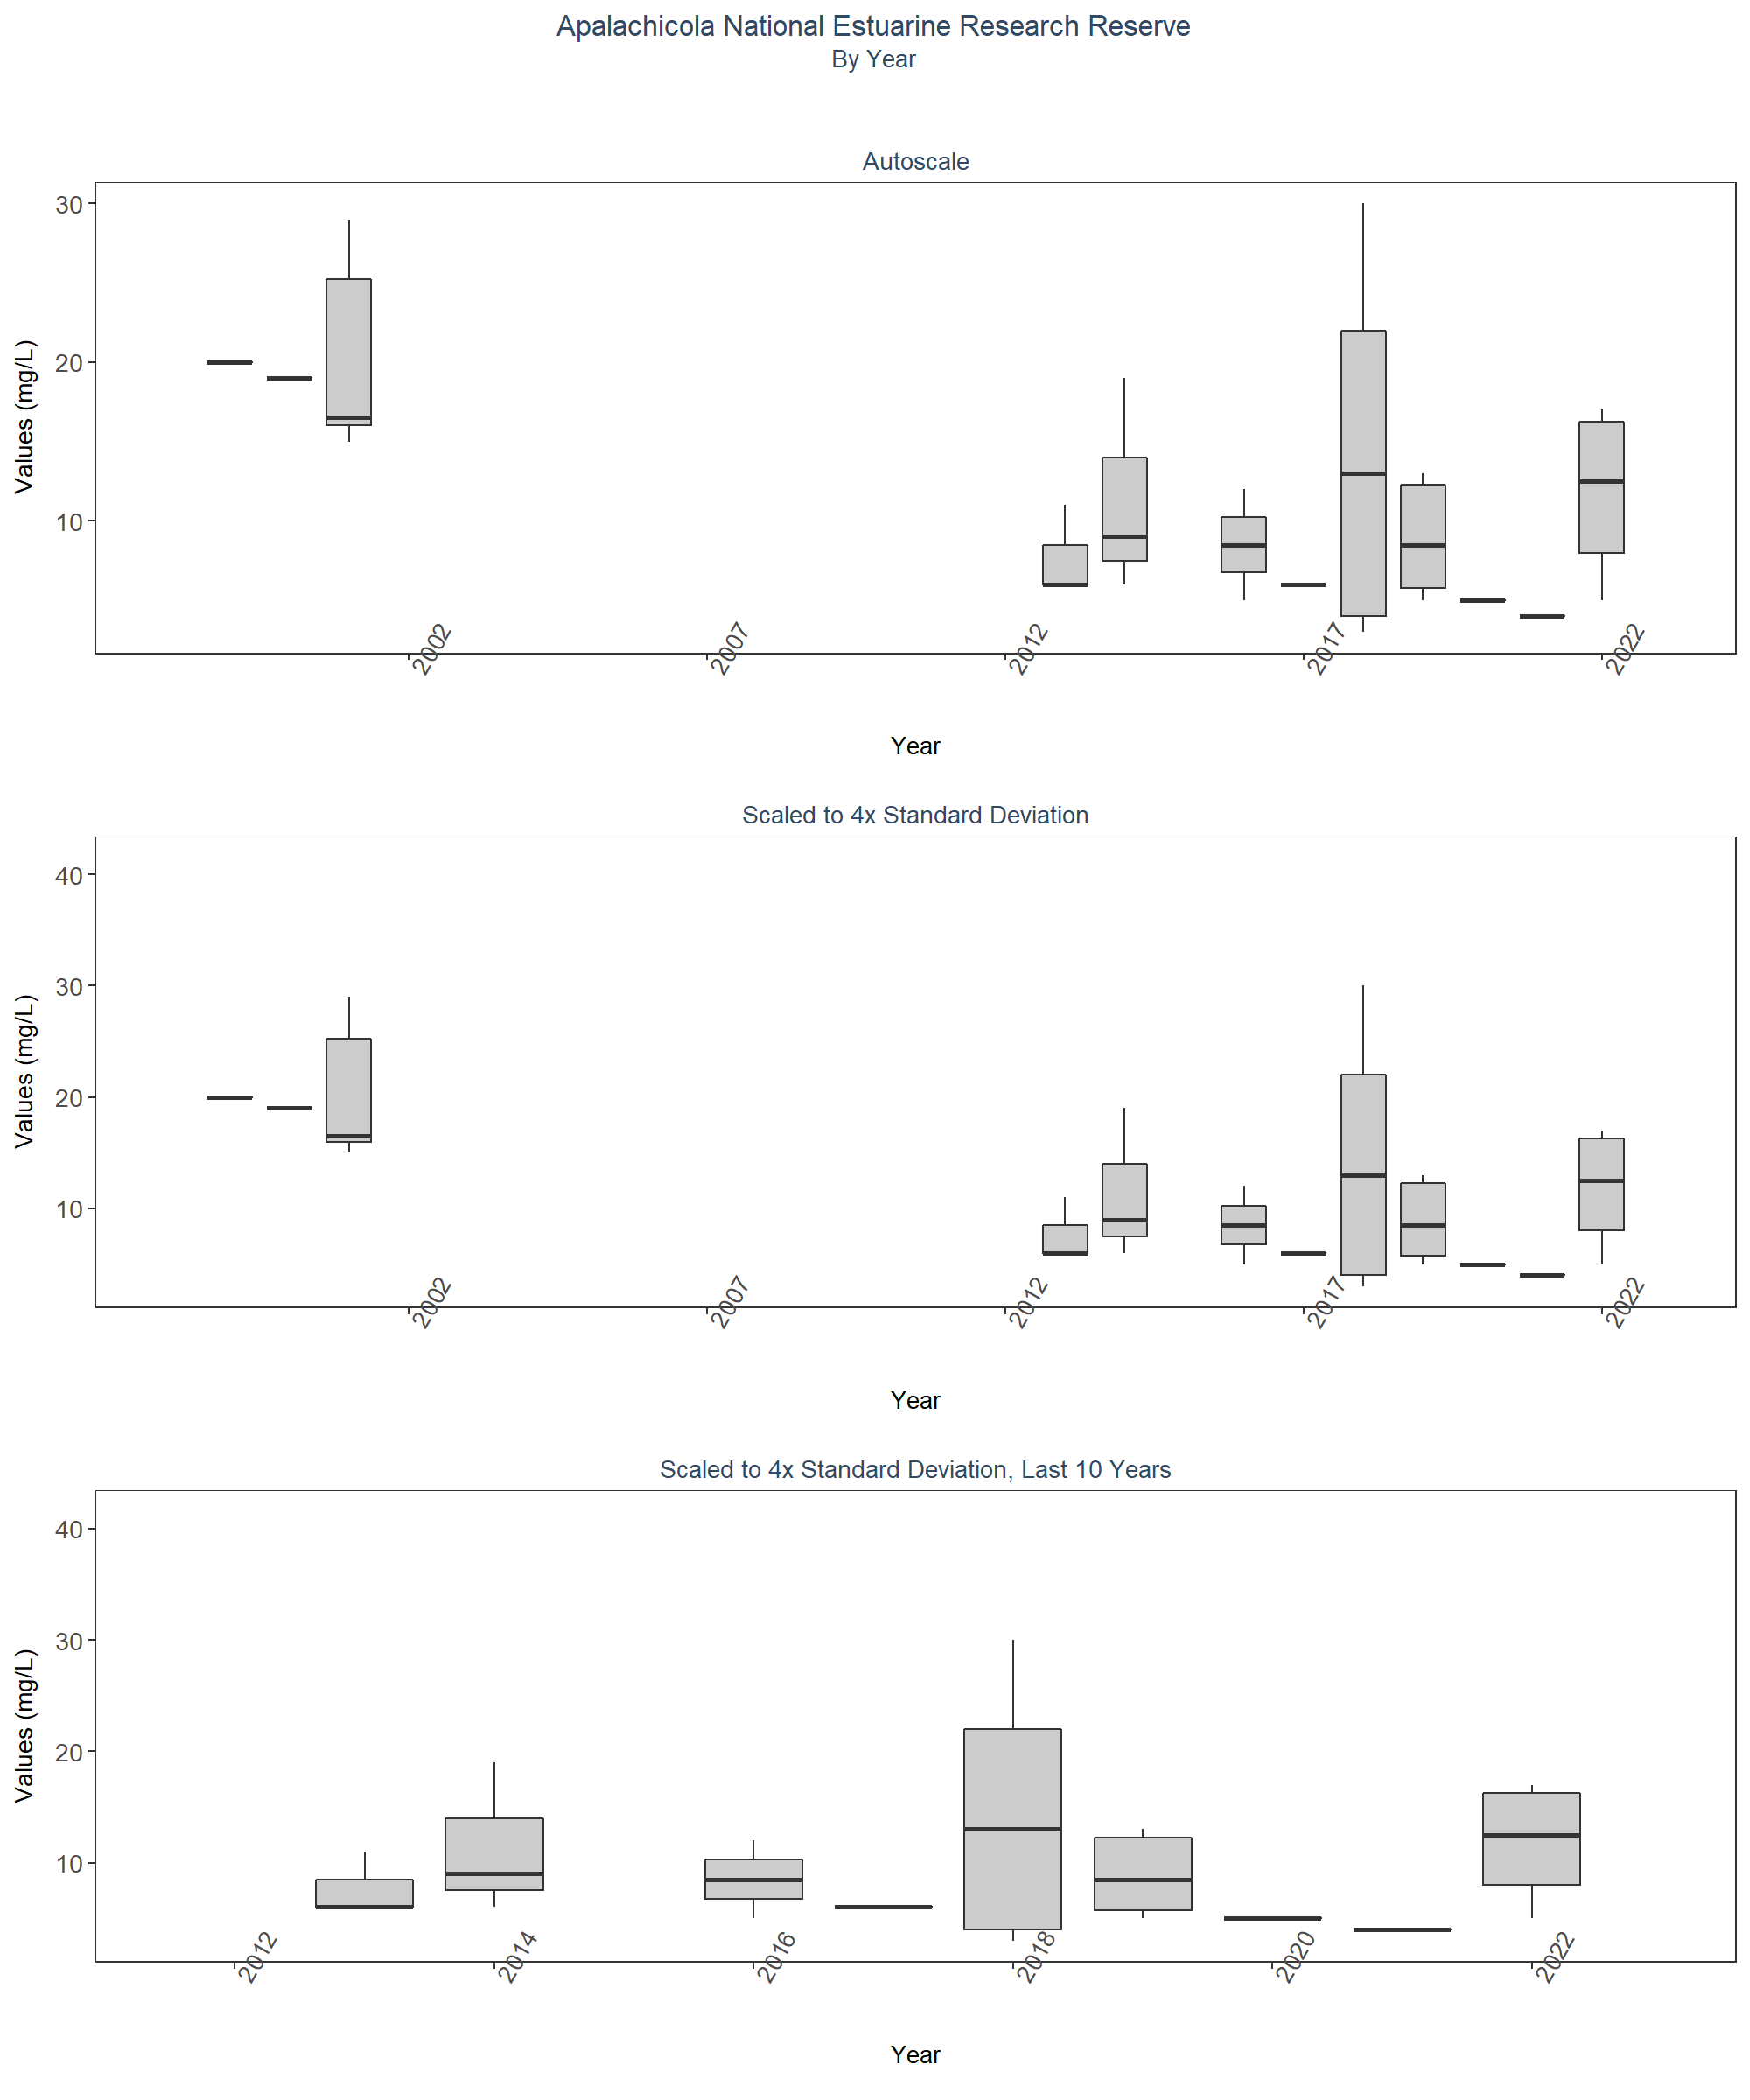 Apalachicola National Estuarine Research Reserve
By Year
Autoscale
Values (mg/L)
30
20
10
2002 2007 2012 2017 2022
Year
Scaled to 4x Standard Deviation
Values (mg/L)
40
30
20
10
2002 2007 2012 2017 2022
Year
Scaled to 4x Standard Deviation, Last 10 Years
Values (mg/L)
40
30
20
10
2012 2014 2016 2018 2020 2022
Year